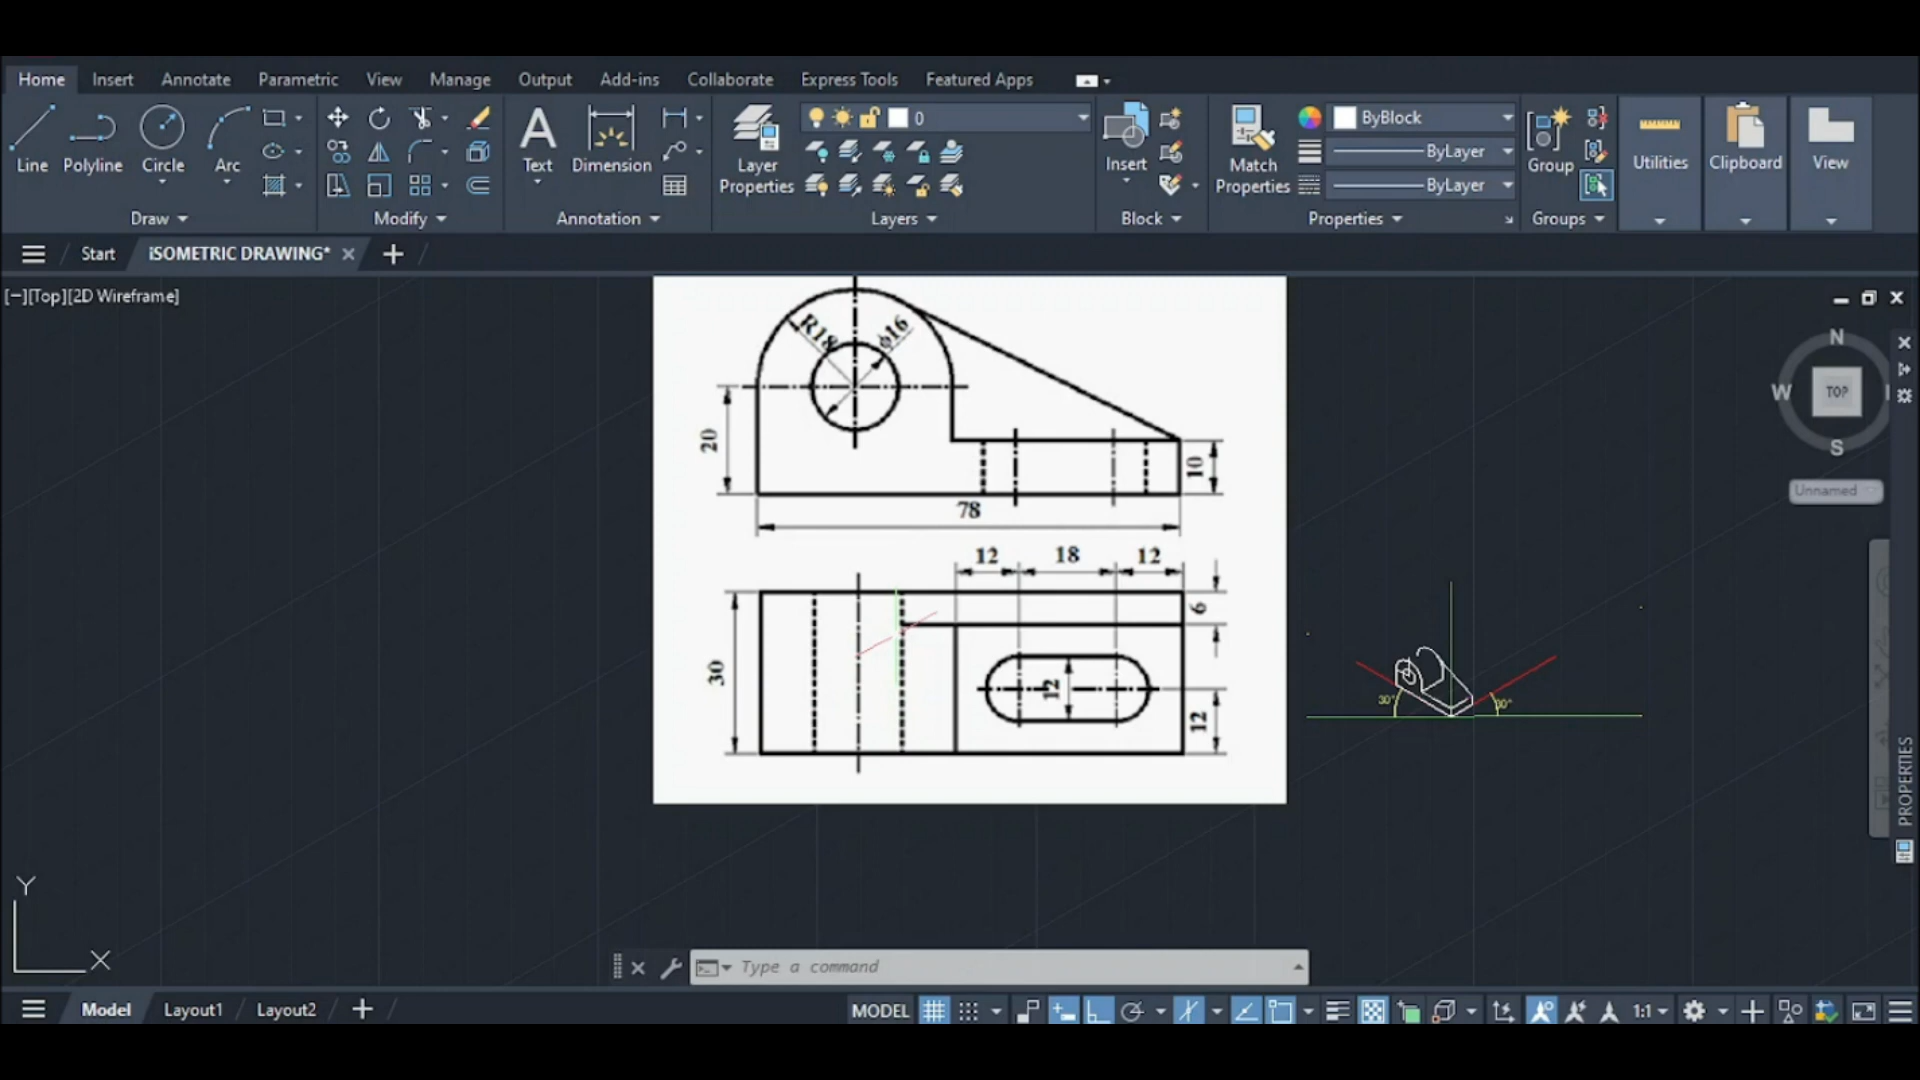 Home Insert Annotate Parametric View Manage Output Add-ins Collaborate Express Tools Featured Apps
Line Polyline Circle Arc Text Dimension Layer Properties 0 Insert Match Properties ByBlock ByLayer ByLayer Group Utilities Clipboard View
Draw Modify Annotation Layers Block Properties Groups
Start iSOMETRIC DRAWING*
[−][Top][2D Wireframe]
R18 ϕ16
20
10
78
12 18 12
6
30
12
12
N
W TOP
S
Unnamed
30° 30°
PROPERTIES
Y
X
Type a command
Model Layout1 Layout2 MODEL 1:1